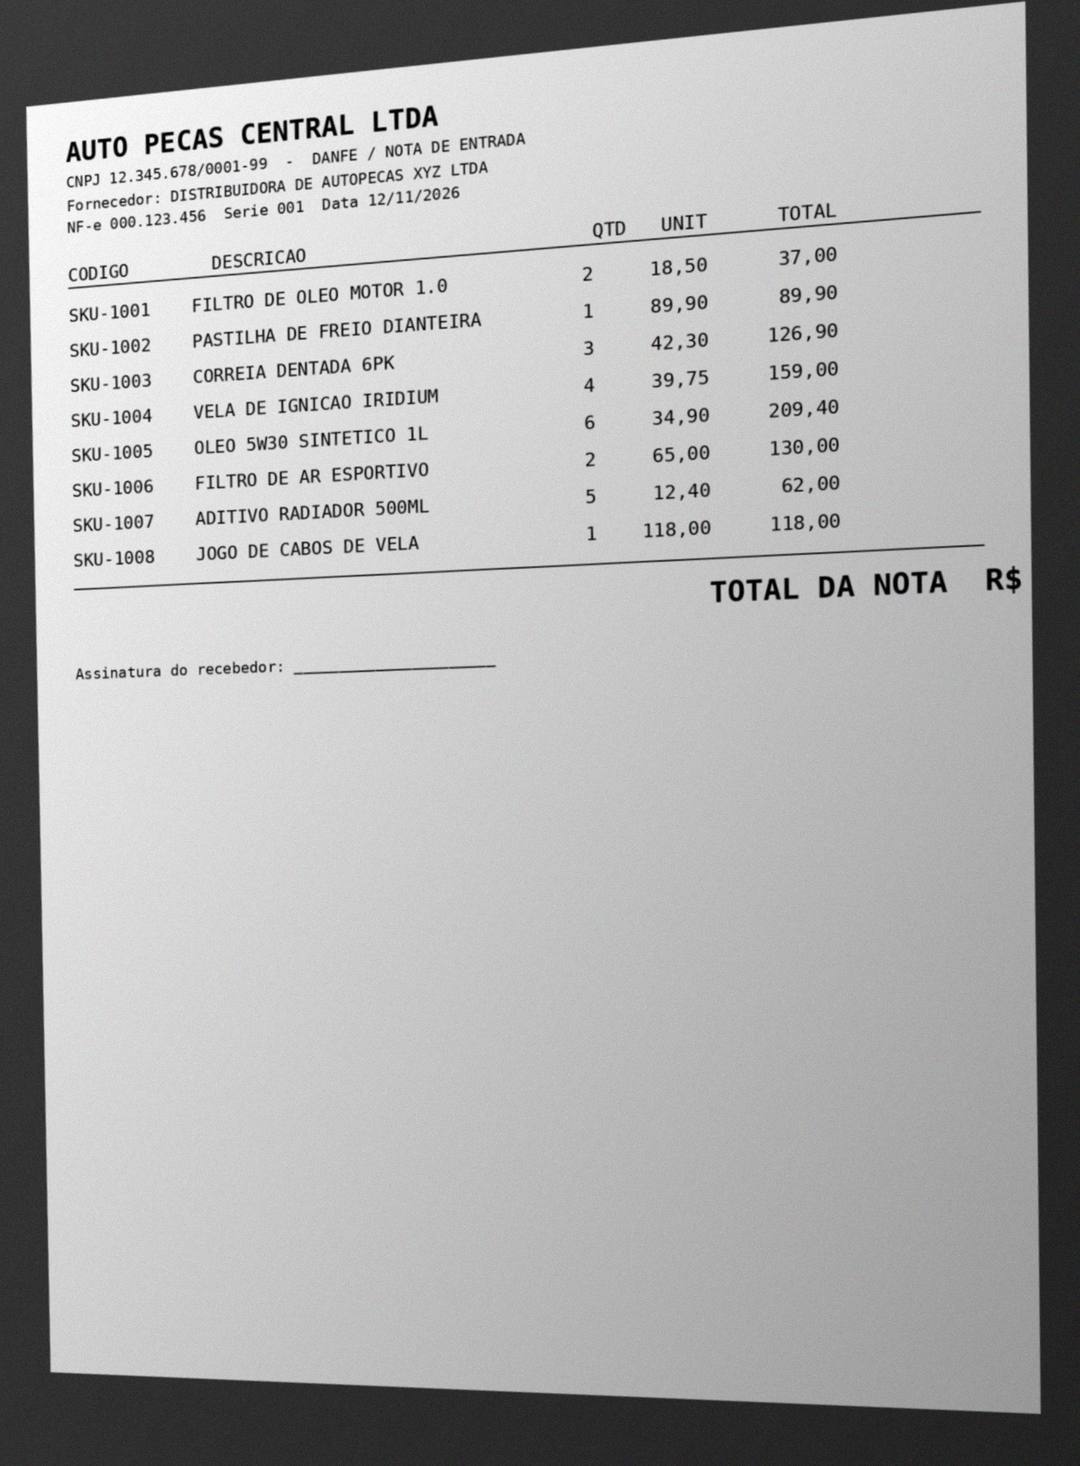 AUTO PECAS CENTRAL LTDA
CNPJ 12.345.678/0001-99 - DANFE / NOTA DE ENTRADA
Fornecedor: DISTRIBUIDORA DE AUTOPECAS XYZ LTDA
NF-e 000.123.456 Serie 001 Data 12/11/2026
CODIGO DESCRICAO QTD UNIT TOTAL
SKU-1001 FILTRO DE OLEO MOTOR 1.0 2 18,50 37,00
SKU-1002 PASTILHA DE FREIO DIANTEIRA 1 89,90 89,90
SKU-1003 CORREIA DENTADA 6PK 3 42,30 126,90
SKU-1004 VELA DE IGNICAO IRIDIUM 4 39,75 159,00
SKU-1005 OLEO 5W30 SINTETICO 1L 6 34,90 209,40
SKU-1006 FILTRO DE AR ESPORTIVO 2 65,00 130,00
SKU-1007 ADITIVO RADIADOR 500ML 5 12,40 62,00
SKU-1008 JOGO DE CABOS DE VELA 1 118,00 118,00
TOTAL DA NOTA R$
Assinatura do recebedor: ______________________